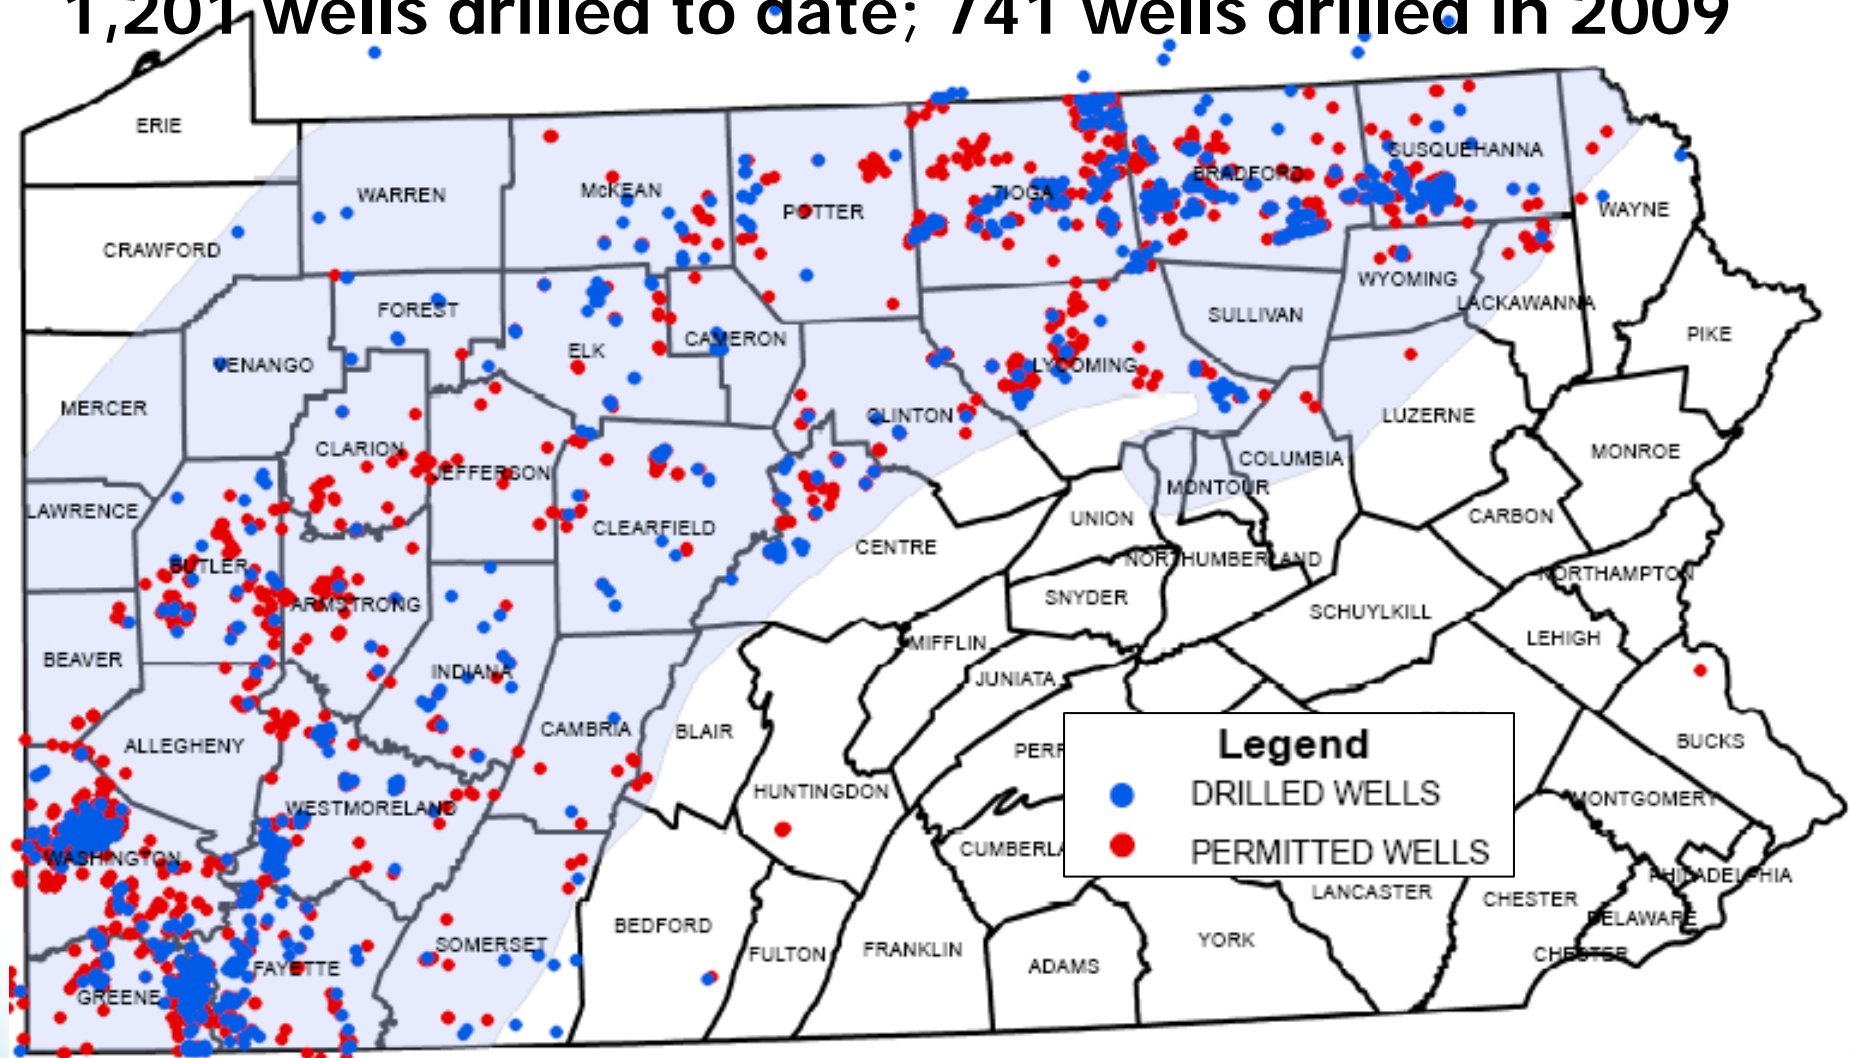 1,201 wells drilled to date; 741 wells drilled in 2009
ERIE
CRAWFORD
WARREN
McKEAN
POTTER
TIOGA
BRADFORD
SUSQUEHANNA
WAYNE
WYOMING
LACKAWANNA
PIKE
FOREST
VENANGO
ELK
CAMERON
SULLIVAN
MERCER
CLARION
JEFFERSON
CLINTON
LYCOMING
LUZERNE
COLUMBIA
MONROE
MONTOUR
LAWRENCE
BUTLER
CLEARFIELD
CENTRE
UNION
NORTHUMBERLAND
CARBON
NORTHAMPTON
ARMSTRONG
SNYDER
SCHUYLKILL
LEHIGH
BEAVER
INDIANA
MIFFLIN
JUNIATA
ALLEGHENY
CAMBRIA
BLAIR
PERF
BUCKS
HUNTINGDON
WESTMORELAND
MONTGOMERY
WASHINGTON
CUMBERLA
LANCASTER
CHESTER
PHILADELPHIA
DELAWARE
SOMERSET
BEDFORD
FULTON
FRANKLIN
ADAMS
YORK
CHESTER
FAYETTE
GREENE
Legend
DRILLED WELLS
PERMITTED WELLS